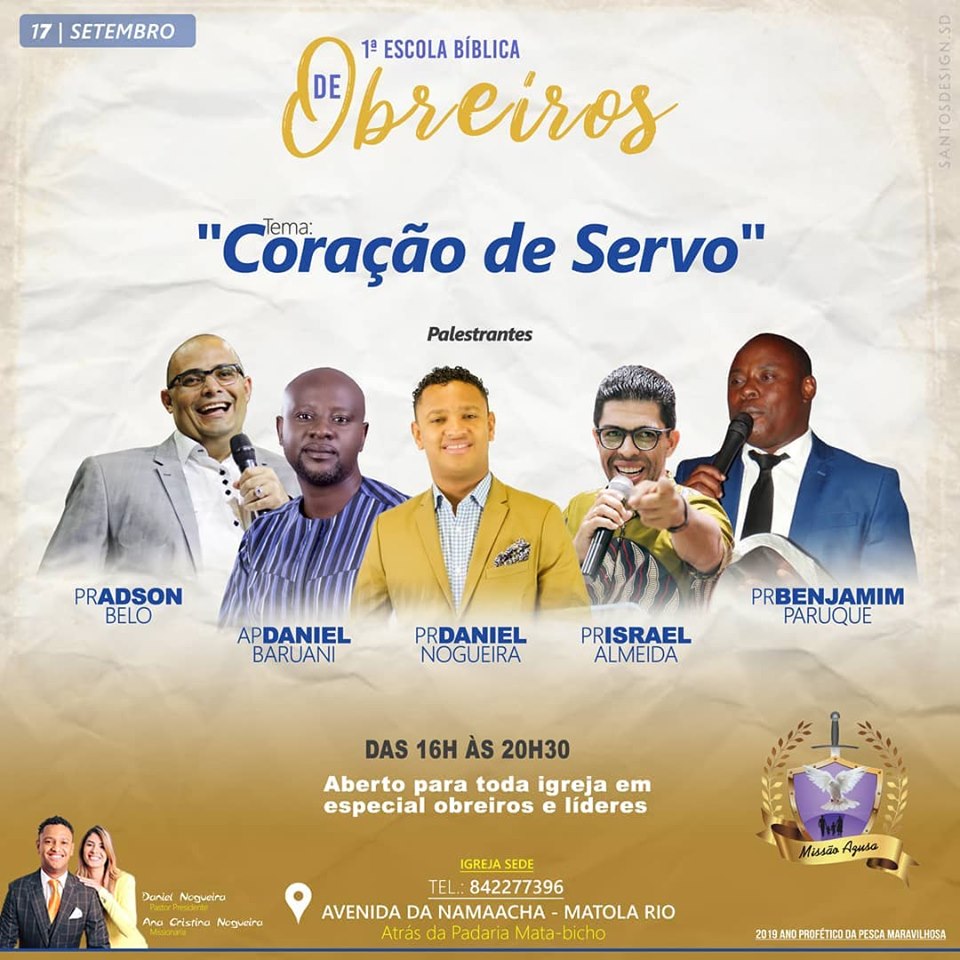 17 | SETEMBRO
1ª ESCOLA BÍBLICA
DE
Obreiros
SANTOSDESIGN.SD
Tema:
"Coração de Servo"
Palestrantes
PRADSON
BELO
APDANIEL
BARUANI
PRDANIEL
NOGUEIRA
PRISRAEL
ALMEIDA
PRBENJAMIM
PARUQUE
DAS 16H ÀS 20H30
Aberto para toda igreja em
especial obreiros e líderes
Missão Azusa
Daniel Nogueira
Pastor Presidente
Ana Cristina Nogueira
Missionaria
IGREJA SEDE
TEL.: 842277396
AVENIDA DA NAMAACHA - MATOLA RIO
Atrás da Padaria Mata-bicho
2019 ANO PROFÉTICO DA PESCA MARAVILHOSA